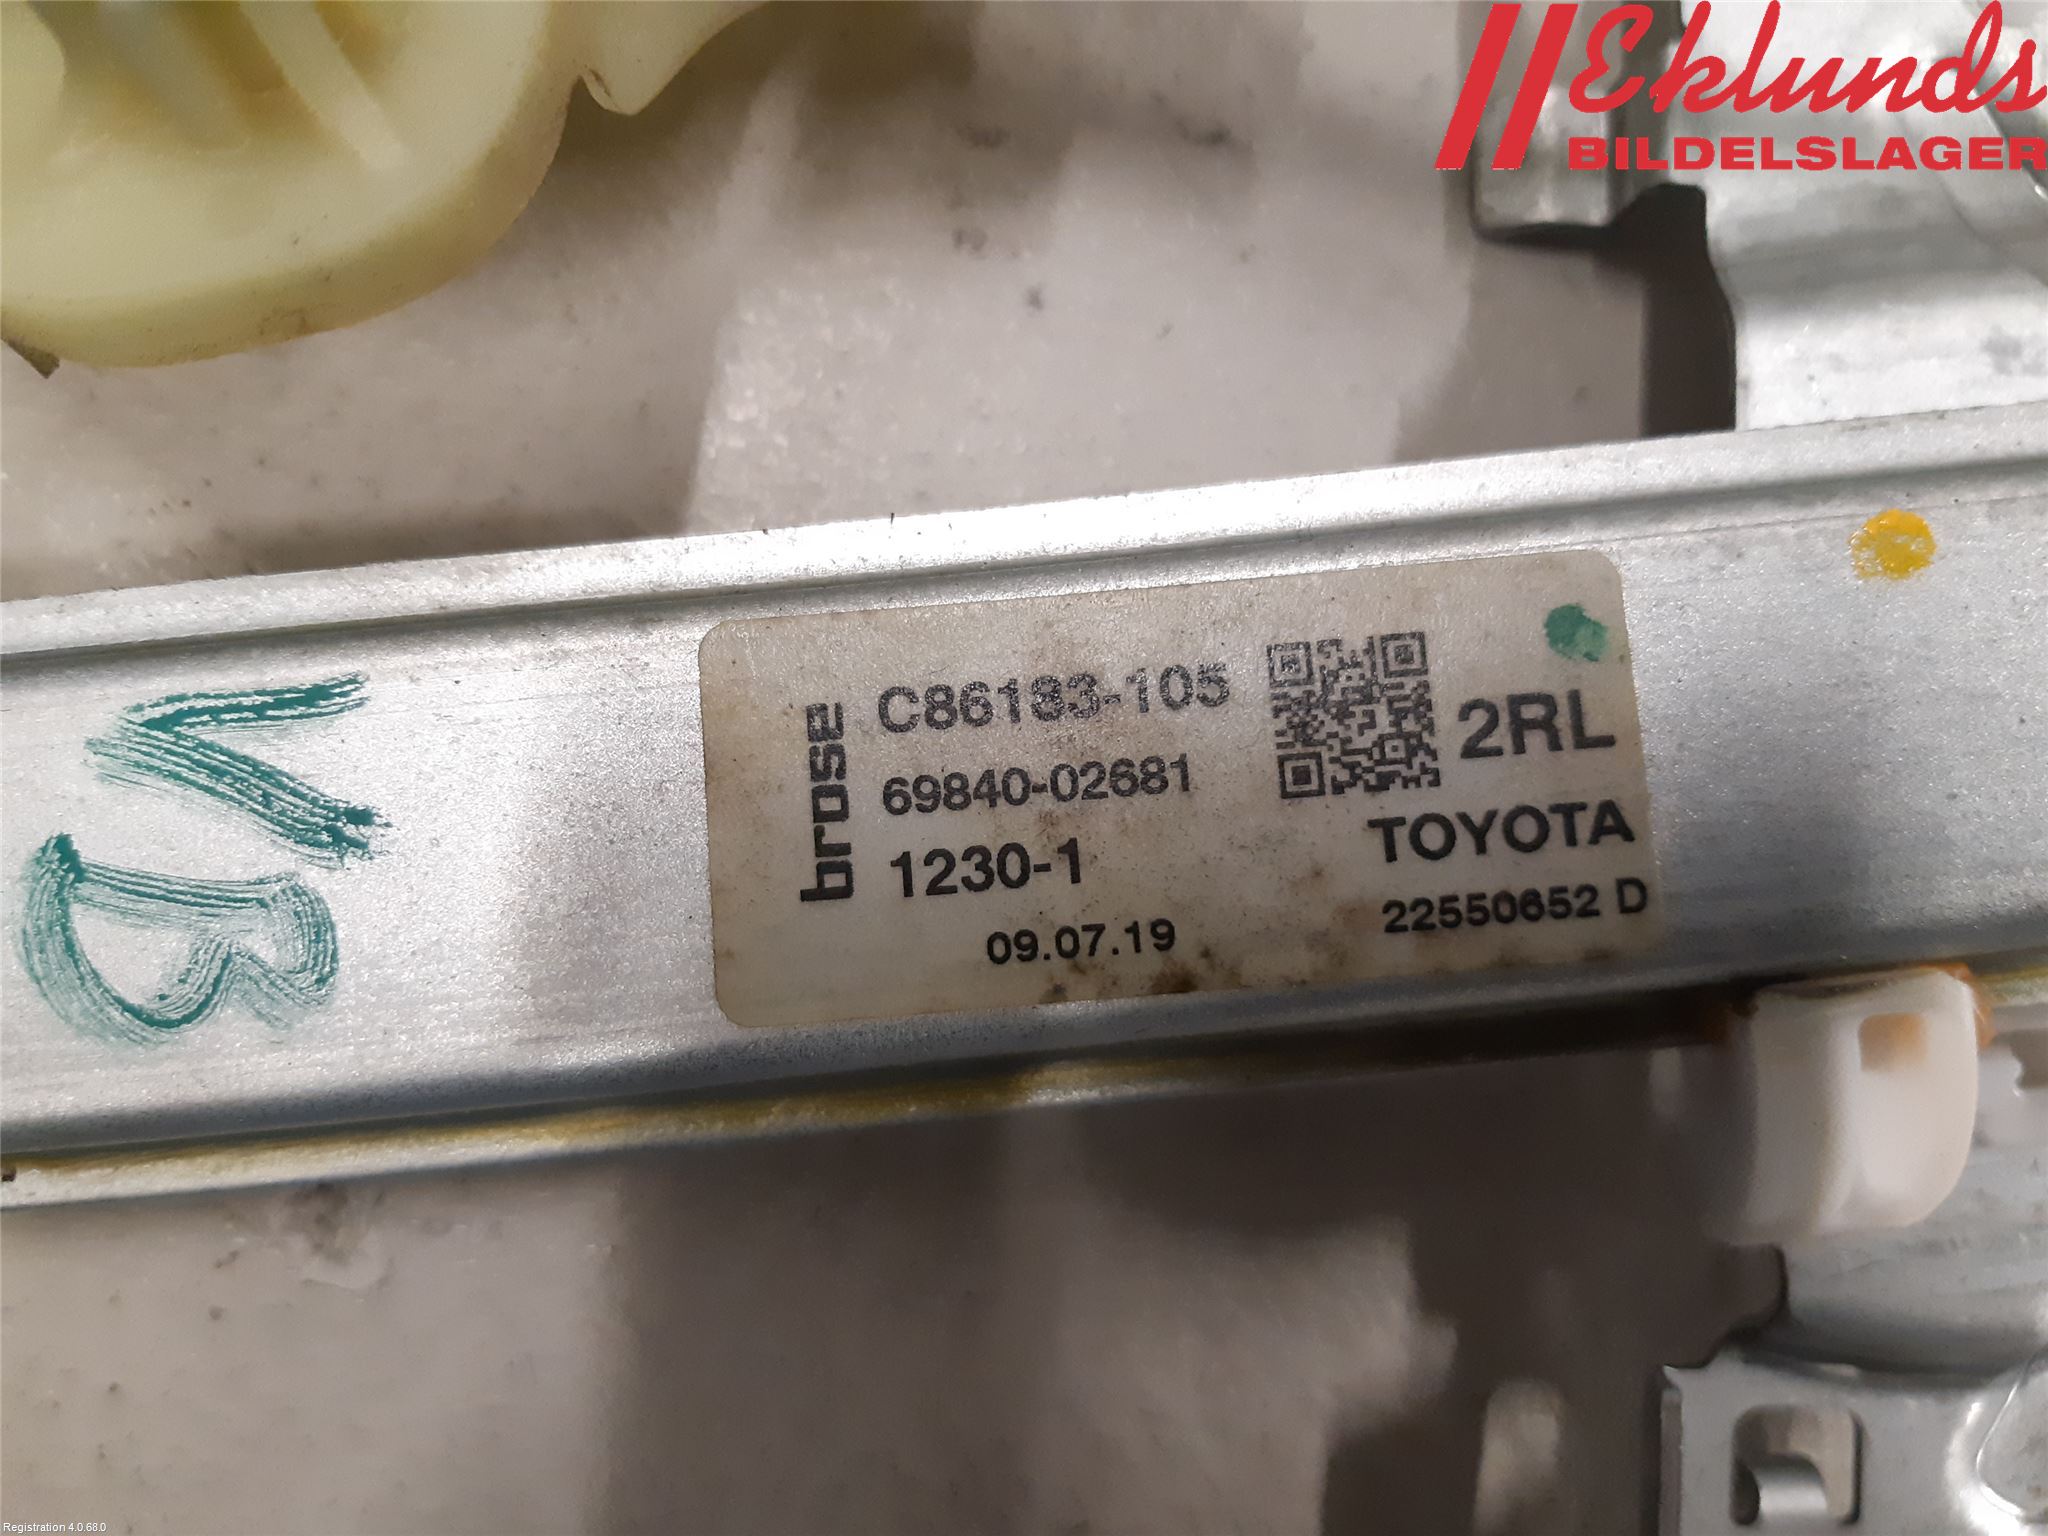 Eklunds
BILDELSLAGER
brose
C86183-105
69840-02681
1230-1
09.07.19
2RL
TOYOTA
22550652 D
VB
Registration 4.0.68.0